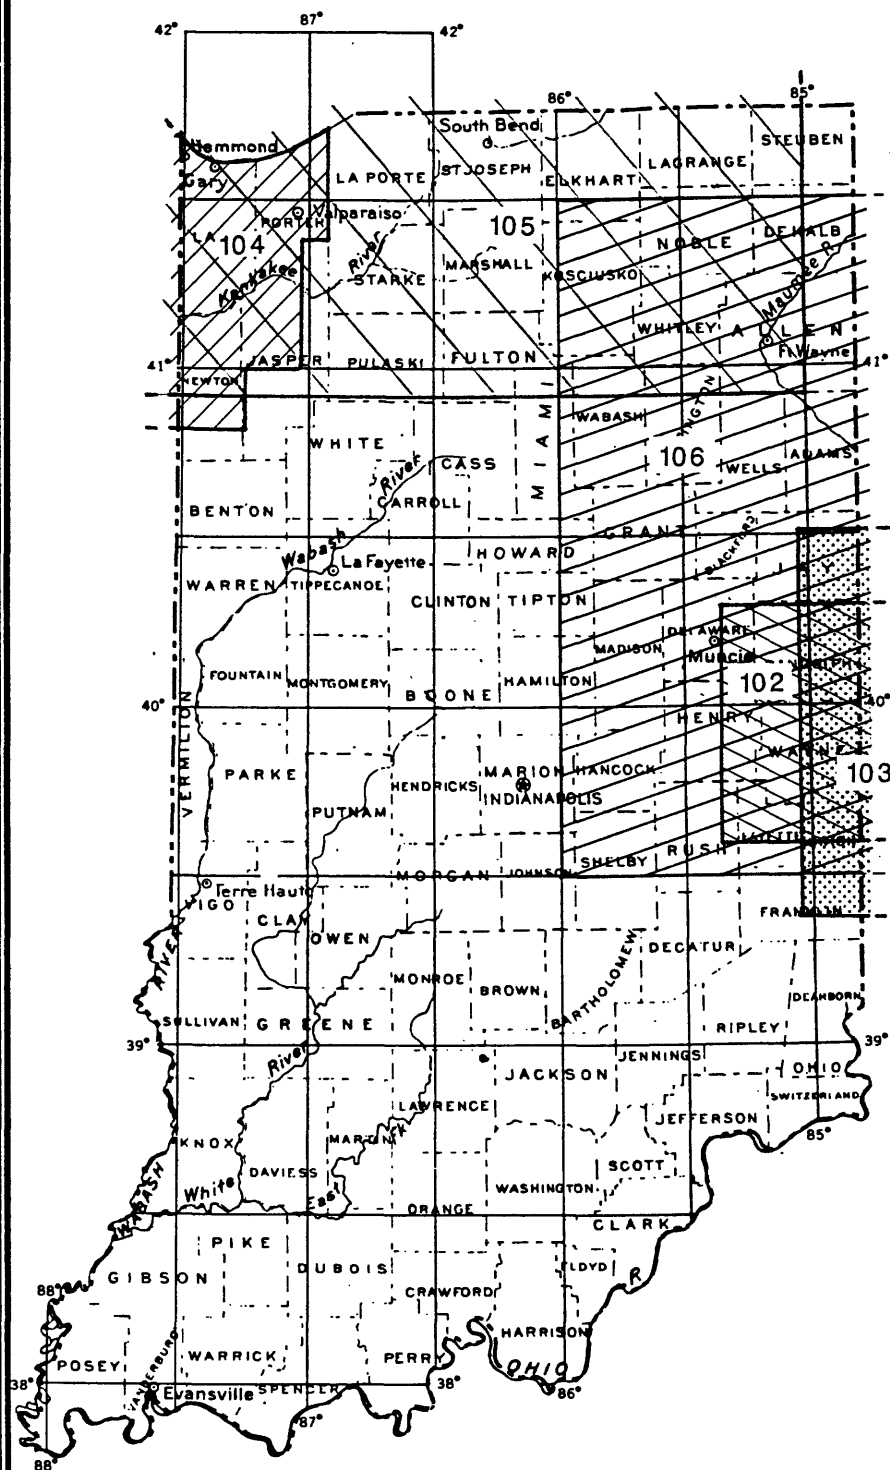 87°
42°
42°
85°
86°
South Bend
STEUBEN
Hammond
LAGRANGE
ST JOSEPH
LA PORTE
ELKHART
Gary
Valparaiso
PORTER
105
LA
104
NOBLE
DEKALB
River
MARSHALL
KOSCIUSKO
Kankakee
STARKE
Maumee R.
WHITLEY
ALLEN
Ft. Wayne
JASPER
PULASKI
FULTON
41°
41°
NEWTON
MIAMI
WABASH
INGTON
WHITE
106
ADAMS
CASS
WELLS
River
CARROLL
BENTON
GRANT
BLACKFORD
Wabash
HOWARD
La Fayette
WARREN
TIPPECANOE
CLINTON
TIPTON
DELAWARE
Muncie
MADISON
FOUNTAIN
MONTGOMERY
HAMILTON
102
BOONE
40°
40°
HENRY
VERMILION
WAYNE
103
PARKE
MARION
HANCOCK
HENDRICKS
INDIANAPOLIS
PUTNAM
RUSH
SHELBY
MORGAN
JOHNSON
Terre Haute
VIGO
CLAY
FRANKLIN
OWEN
DECATUR
RIVER
MONROE
BROWN
BARTHOLOMEW
DEARBORN
SULLIVAN
GREENE
RIPLEY
39°
39°
River
JENNINGS
JACKSON
OHIO
SWITZERLAND
LAWRENCE
JEFFERSON
85°
MARTIN
KNOX
SCOTT
DAVIESS
WABASH
White
East
WASHINGTON
ORANGE
CLARK
PIKE
DUBOIS
FLOYD
GIBSON
R
88°
CRAWFORD
HARRISON
WARRICK
PERRY
POSEY
VANDERBURG
OHIO
38°
38°
Evansville
SPENCER
86°
87°
88°